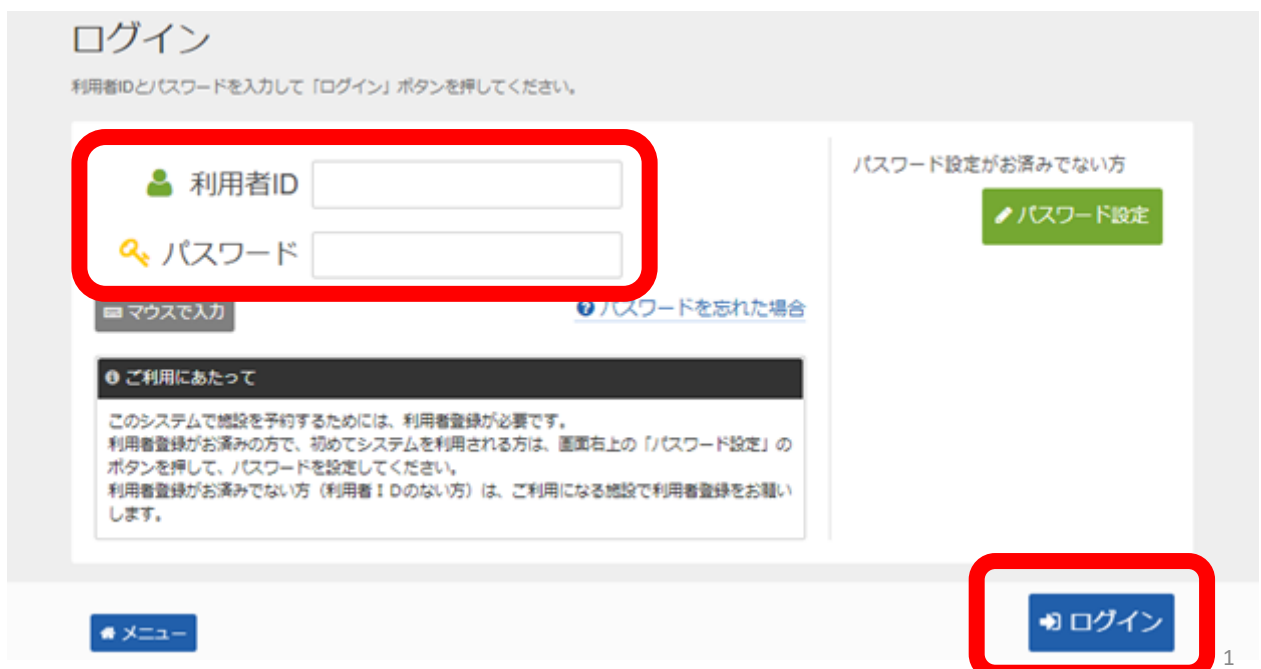 ログイン
利用者IDとパスワードを入力して「ログイン」ボタンを押してください。
利用者ID
パスワード
マウスで入力
パスワードを忘れた場合
パスワード設定がお済みでない方
パスワード設定
ご利用にあたって
このシステムで施設を予約するためには、利用者登録が必要です。
利用者登録がお済みの方で、初めてシステムを利用される方は、画面右上の「パスワード設定」の
ボタンを押して、パスワードを設定してください。
利用者登録がお済みでない方（利用者ＩＤのない方）は、ご利用になる施設で利用者登録をお願い
します。
メニュー
ログイン
1